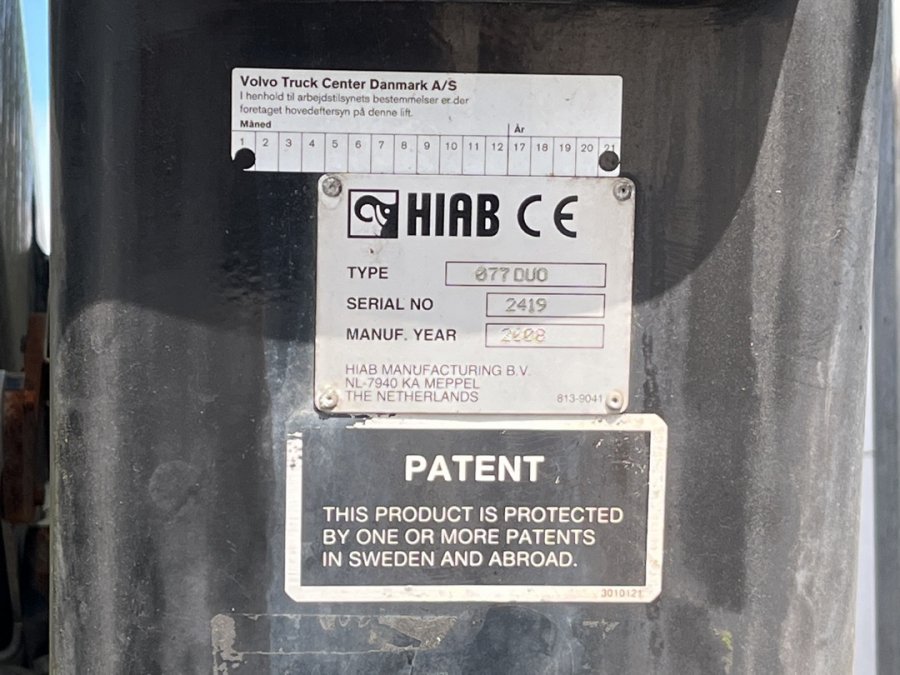 Volvo Truck Center Danmark A/S
I henhold til arbejdstilsynets bestemmelser er der
foretaget hovedeftersyn på denne lift.
Måned År
1 2 3 4 5 6 7 8 9 10 11 12 17 18 19 20 21
HIAB CE
TYPE 077 DUO
SERIAL NO 2419
MANUF. YEAR 2008
HIAB MANUFACTURING B.V.
NL-7940 KA MEPPEL
THE NETHERLANDS 813-9041
PATENT
THIS PRODUCT IS PROTECTED
BY ONE OR MORE PATENTS
IN SWEDEN AND ABROAD.
3010121